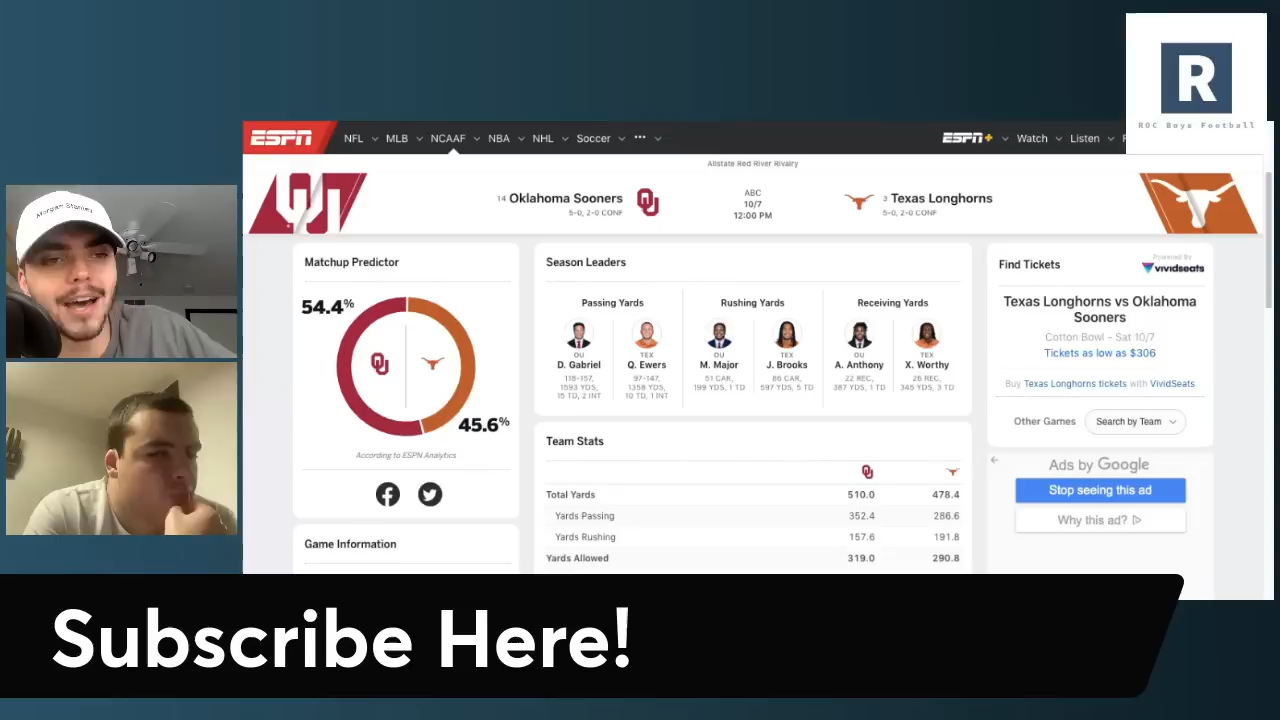 R
ROC Boys Football
ESPN
NFL MLB NCAAF NBA NHL Soccer ••• ESPN+ Watch Listen
Allstate Red River Rivalry
14 Oklahoma Sooners
5-0, 2-0 CONF
ABC
10/7
12:00 PM
3 Texas Longhorns
5-0, 2-0 CONF
Morgan Stanley
Matchup Predictor
54.4%
45.6%
According to ESPN Analytics
Game Information
Season Leaders
Passing Yards Rushing Yards Receiving Yards
OU TEX OU TEX OU TEX
D. Gabriel Q. Ewers M. Major J. Brooks A. Anthony X. Worthy
118-157, 97-147, 51 CAR, 86 CAR, 22 REC, 26 REC,
1593 YDS, 1358 YDS, 199 YDS, 1 TD 597 YDS, 5 TD 387 YDS, 1 TD 345 YDS, 3 TD
15 TD, 2 INT 10 TD, 1 INT
Team Stats
Total Yards 510.0 478.4
Yards Passing 352.4 286.6
Yards Rushing 157.6 191.8
Yards Allowed 319.0 290.8
Find Tickets
Powered By
vividseats
Texas Longhorns vs Oklahoma
Sooners
Cotton Bowl - Sat 10/7
Tickets as low as $306
Buy Texas Longhorns tickets with VividSeats
Other Games Search by Team
Ads by Google
Stop seeing this ad
Why this ad?
Subscribe Here!